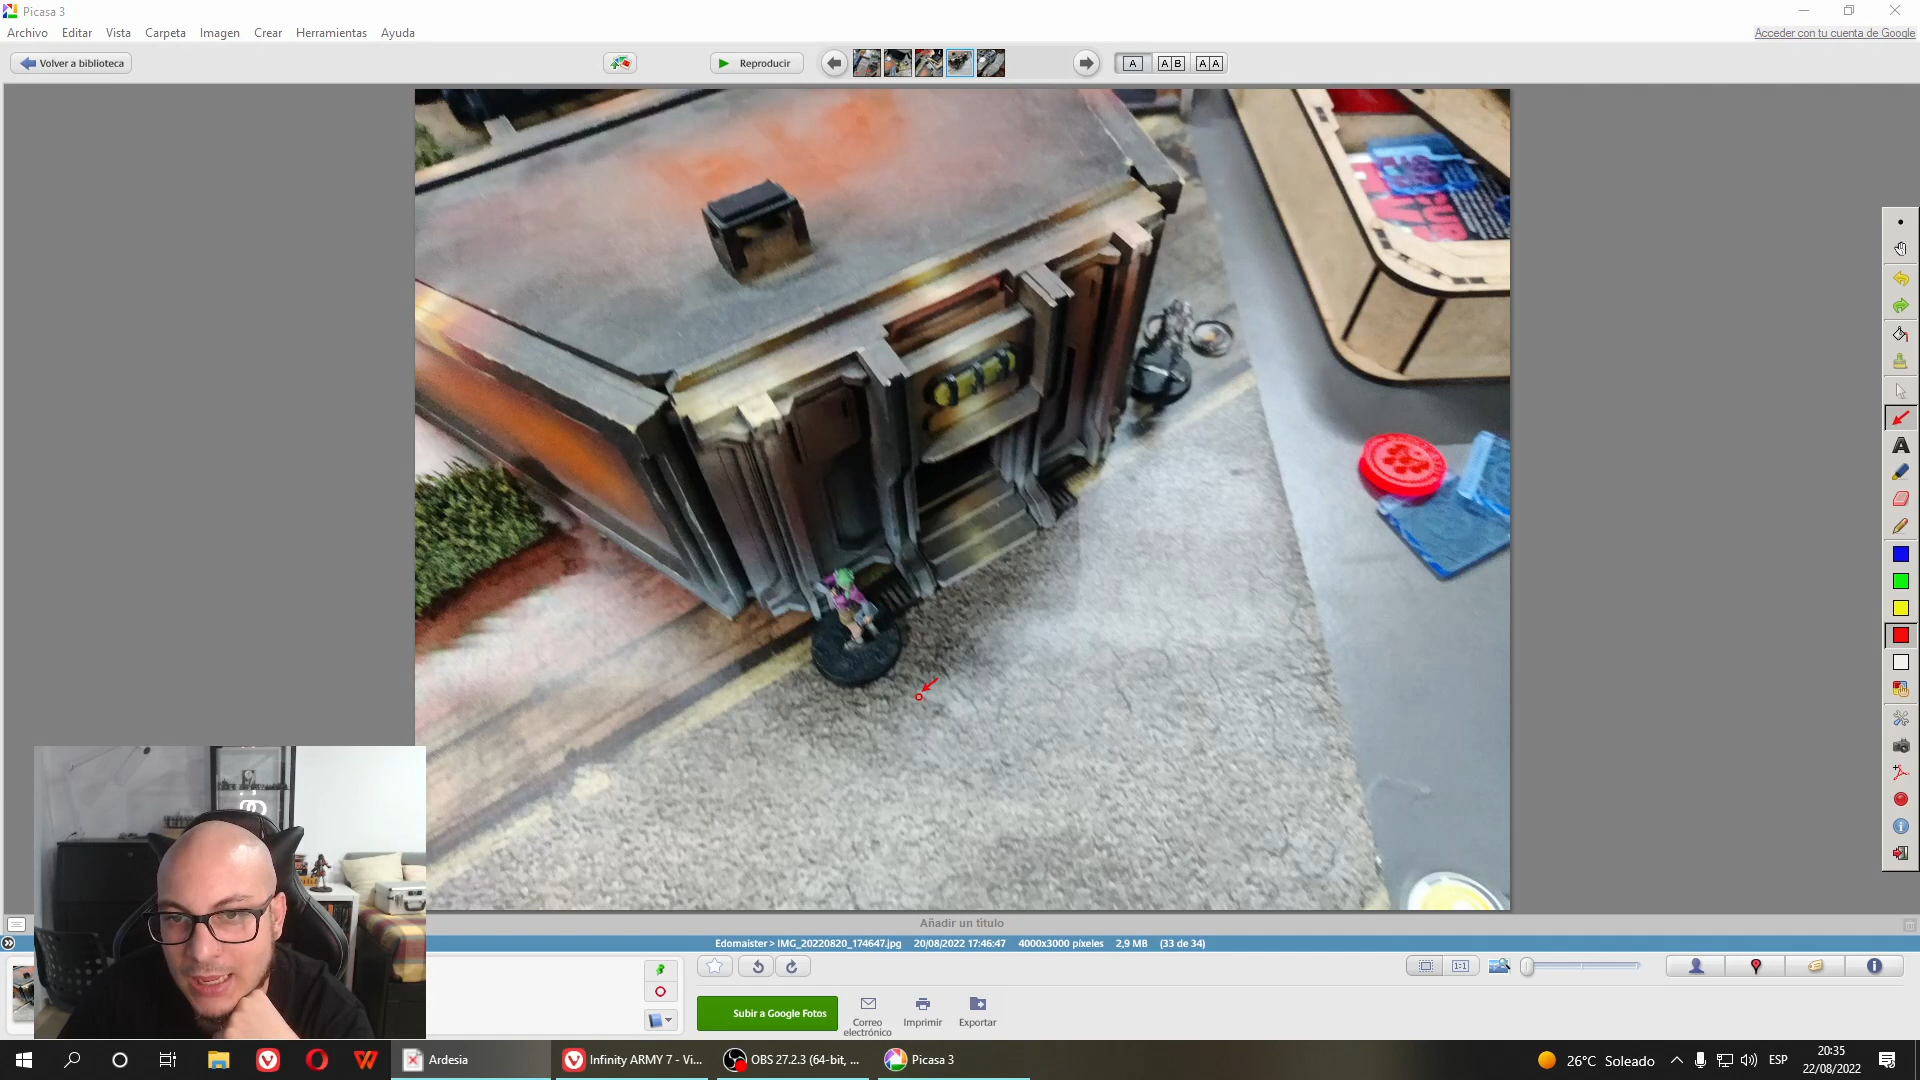 Picasa 3
Archivo Editar Vista Carpeta Imagen Crear Herramientas Ayuda
Acceder con tu cuenta de Google
Volver a biblioteca
Reproducir
A
A B
A A
A
Añadir un título
Edomaister > IMG_20220820_174647.jpg 20/08/2022 17:46:47 4000x3000 píxeles 2,9 MB (33 de 34)
1:1
Subir a Google Fotos
Correo electrónico
Imprimir
Exportar
Ardesia
Infinity ARMY 7 - Vi...
OBS 27.2.3 (64-bit, ...
Picasa 3
26°C Soleado
ESP
20:35
22/08/2022